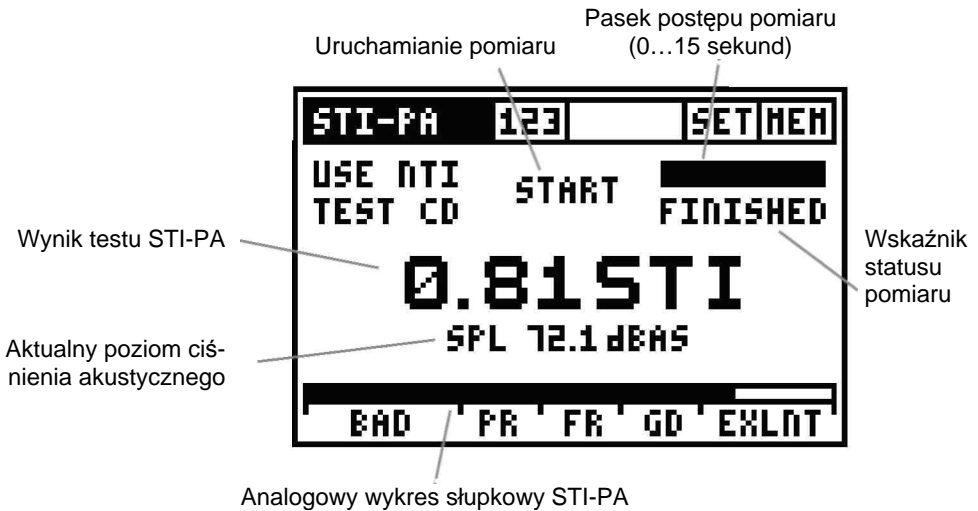 Pasek postępu pomiaru
(0…15 sekund)
Uruchamianie pomiaru
STI-PA 123 SET MEM
USE NTI
TEST CD
START
FINISHED
Wynik testu STI-PA
0.81STI
Wskaźnik
statusu
pomiaru
SPL 72.1 dBAS
Aktualny poziom ciś-
nienia akustycznego
BAD PR FR GD EXLNT
Analogowy wykres słupkowy STI-PA